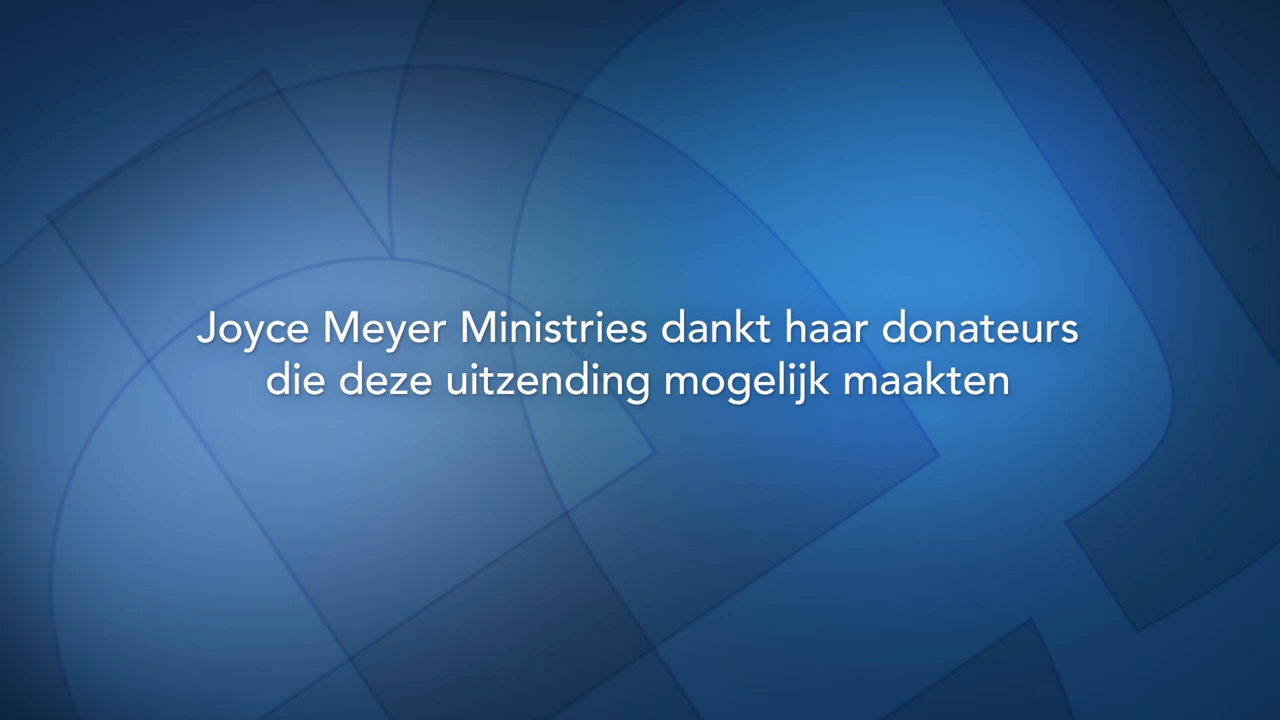 Joyce Meyer Ministries dankt haar donateurs
die deze uitzending mogelijk maakten